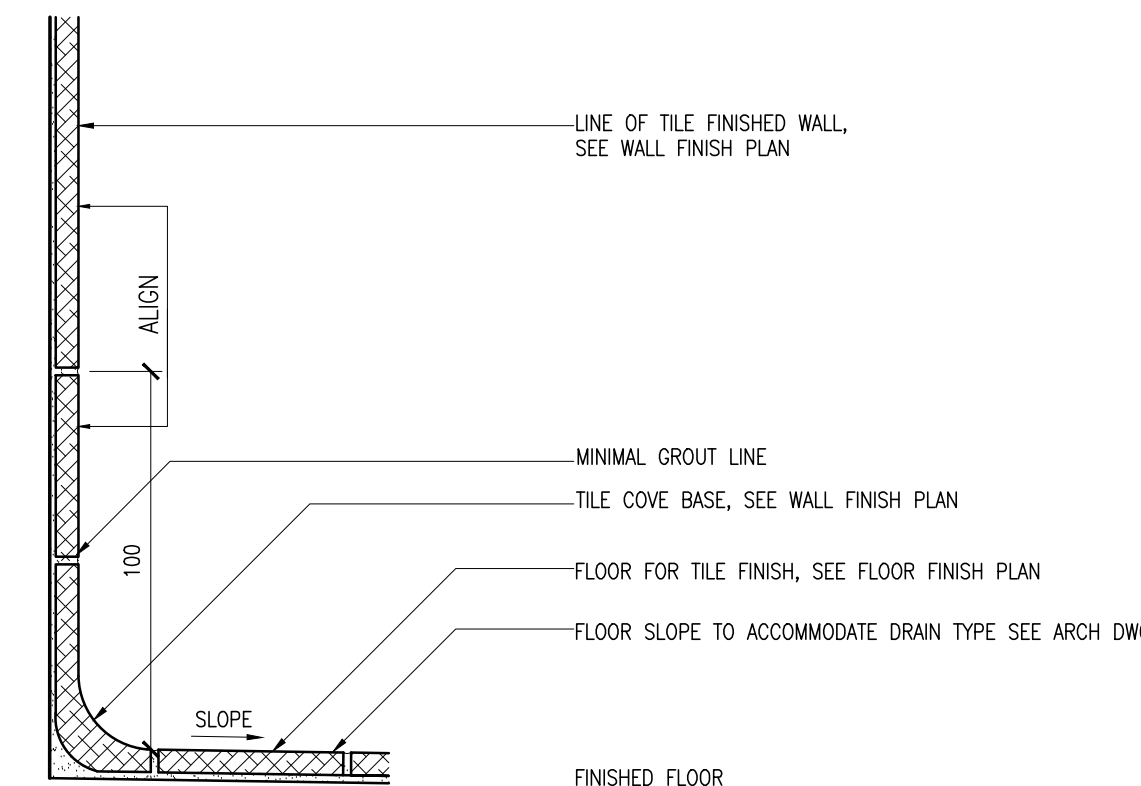 LINE OF TILE FINISHED WALL,
SEE WALL FINISH PLAN
ALIGN
MINIMAL GROUT LINE
TILE COVE BASE, SEE WALL FINISH PLAN
100
FLOOR FOR TILE FINISH, SEE FLOOR FINISH PLAN
FLOOR SLOPE TO ACCOMMODATE DRAIN TYPE SEE ARCH
SLOPE
FINISHED FLOOR